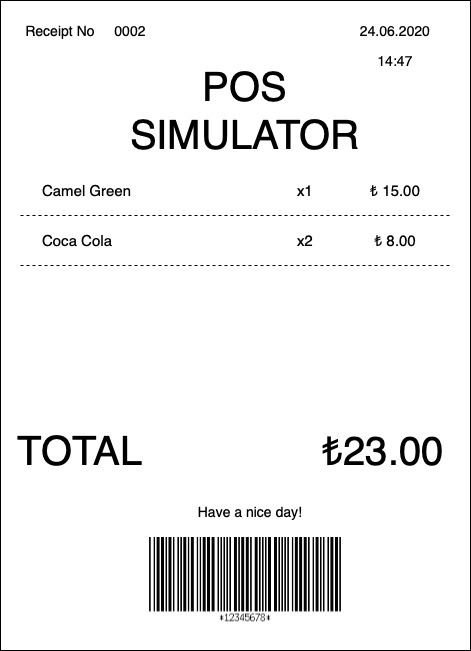 Receipt No 0002 24.06.2020
14:47
POS
SIMULATOR
Camel Green x1 ₺ 15.00
Coca Cola x2 ₺ 8.00
TOTAL ₺23.00
Have a nice day!
*12345678*